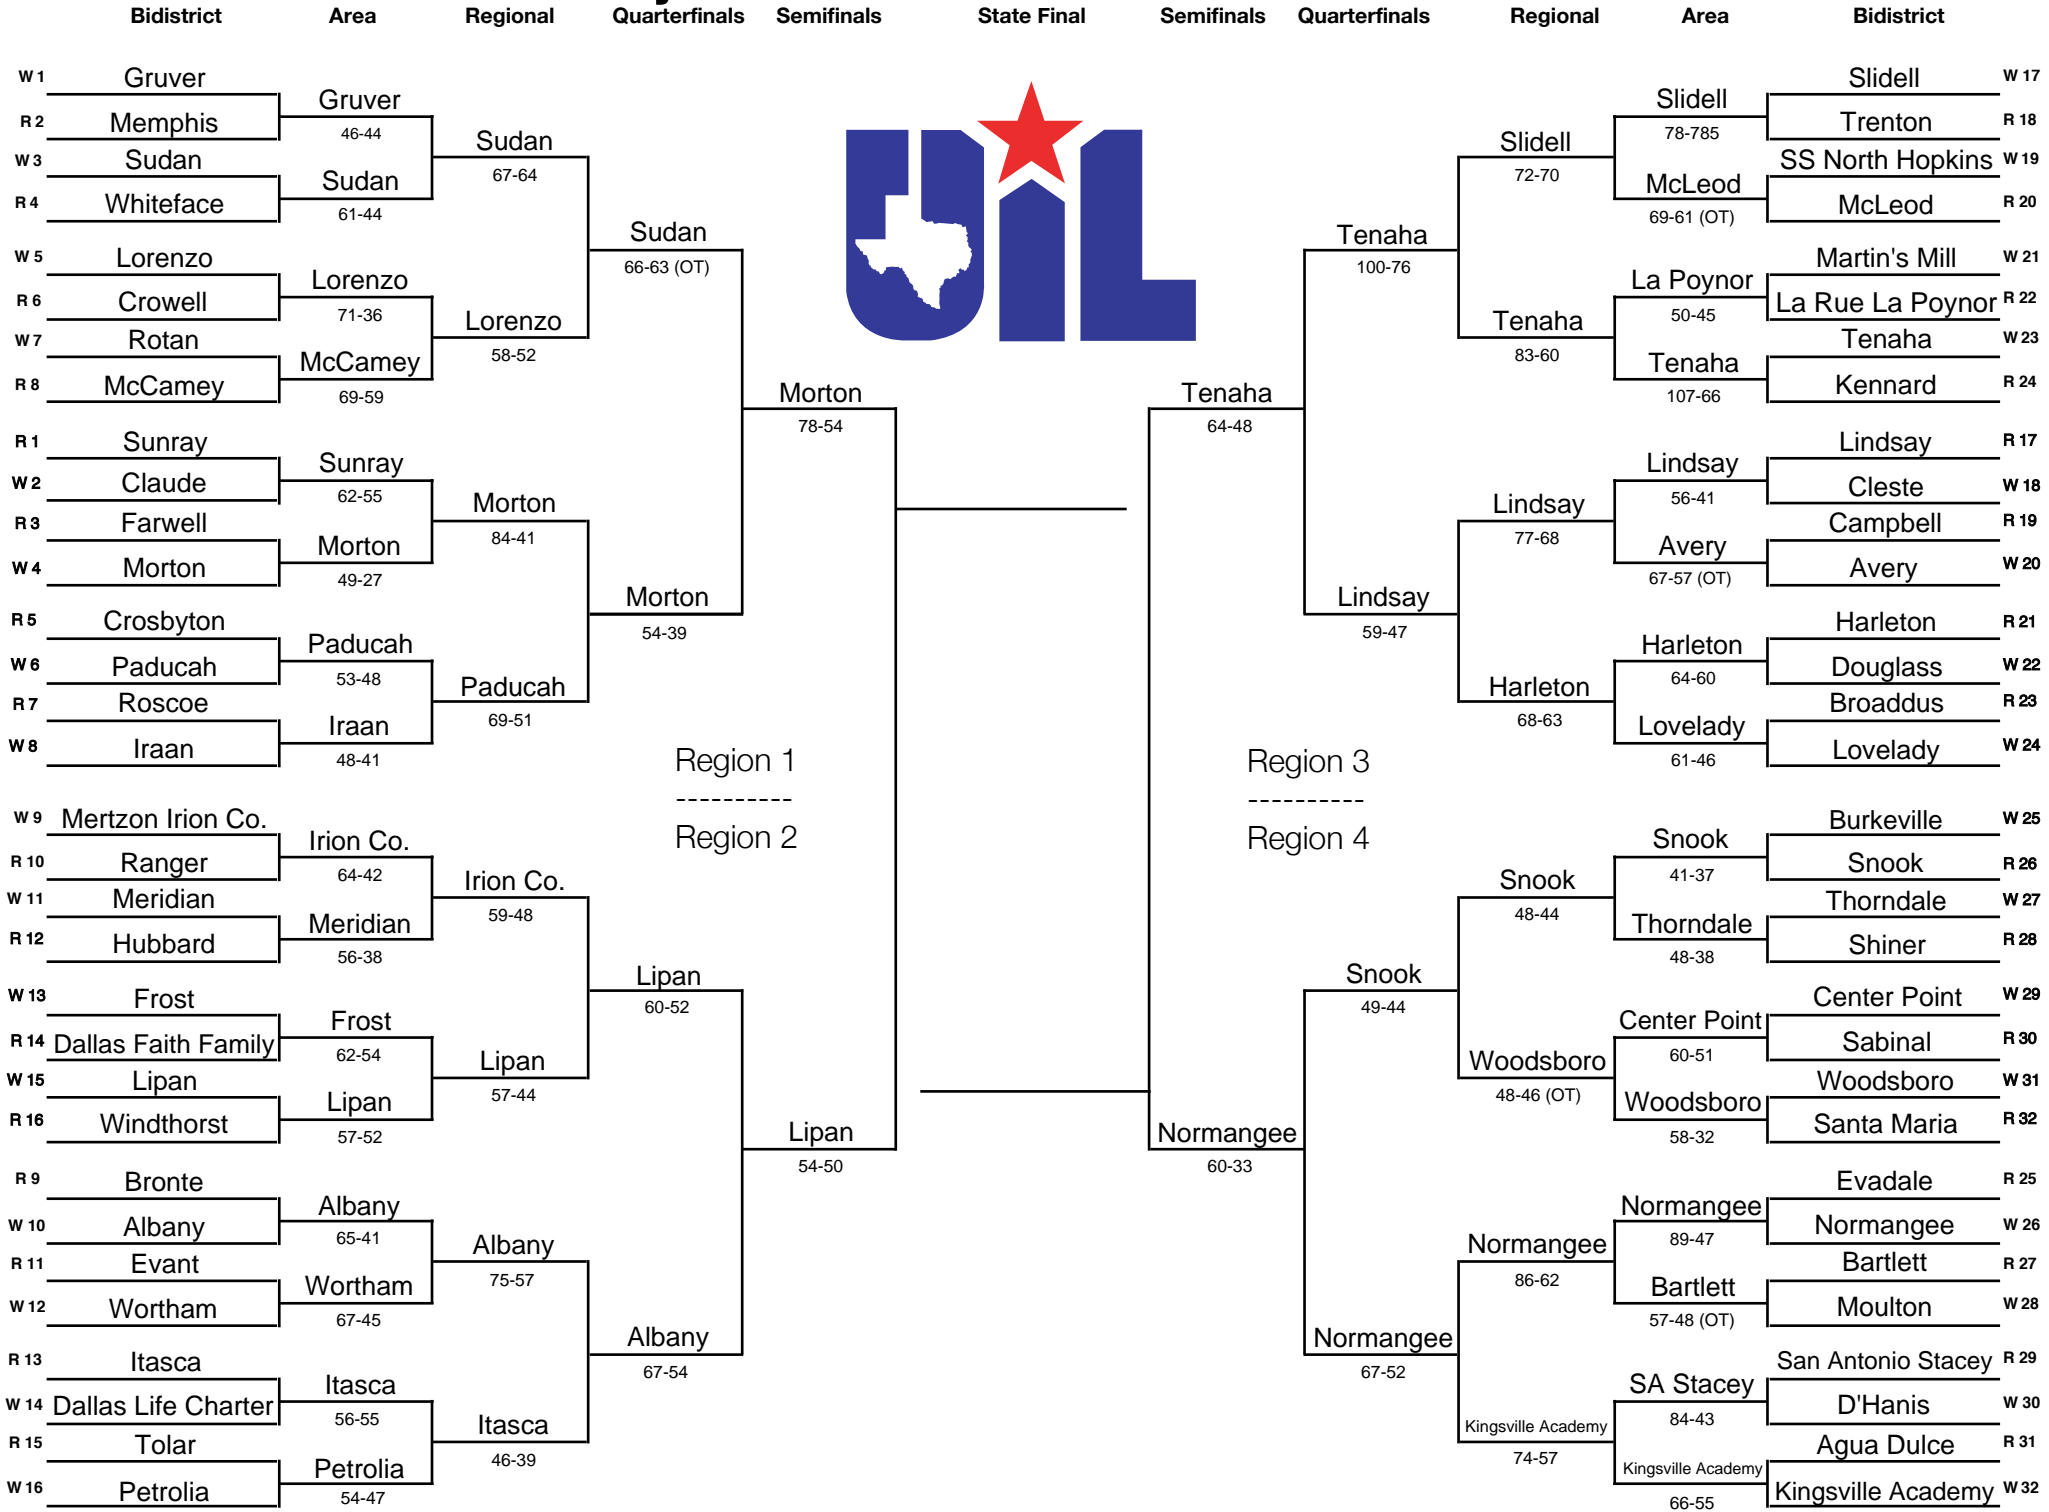 Bidistrict Area Regional Quarterfinals Semifinals State Final Semifinals Quarterfinals Regional Area Bidistrict
W 1 Gruver
R 2 Memphis
Gruver
46-44
W 3 Sudan
R 4 Whiteface
Sudan
61-44
Sudan
67-64
W 5 Lorenzo
R 6 Crowell
Lorenzo
71-36
W 7 Rotan
R 8 McCamey
McCamey
69-59
Lorenzo
58-52
Sudan
66-63 (OT)
R 1 Sunray
W 2 Claude
Sunray
62-55
R 3 Farwell
W 4 Morton
Morton
49-27
Morton
84-41
R 5 Crosbyton
W 6 Paducah
Paducah
53-48
R 7 Roscoe
W 8 Iraan
Iraan
48-41
Paducah
69-51
Morton
54-39
Morton
78-54
W 9 Mertzon Irion Co.
R 10 Ranger
Irion Co.
64-42
W 11 Meridian
R 12 Hubbard
Meridian
56-38
Irion Co.
59-48
W 13 Frost
R 14 Dallas Faith Family
Frost
62-54
W 15 Lipan
R 16 Windthorst
Lipan
57-52
Lipan
57-44
Lipan
60-52
R 9 Bronte
W 10 Albany
Albany
65-41
R 11 Evant
W 12 Wortham
Wortham
67-45
Albany
75-57
R 13 Itasca
W 14 Dallas Life Charter
Itasca
56-55
R 15 Tolar
W 16 Petrolia
Petrolia
54-47
Itasca
46-39
Albany
67-54
Lipan
54-50
UIL
Region 1
----------
Region 2
Region 3
----------
Region 4
Slidell W 17
Trenton R 18
Slidell
78-785
SS North Hopkins W 19
McLeod R 20
McLeod
69-61 (OT)
Slidell
72-70
Martin's Mill W 21
La Rue La Poynor R 22
La Poynor
50-45
Tenaha W 23
Kennard R 24
Tenaha
107-66
Tenaha
83-60
Tenaha
100-76
Lindsay R 17
Cleste W 18
Lindsay
56-41
Campbell R 19
Avery W 20
Avery
67-57 (OT)
Lindsay
77-68
Harleton R 21
Douglass W 22
Harleton
64-60
Broaddus R 23
Lovelady W 24
Lovelady
61-46
Harleton
68-63
Lindsay
59-47
Tenaha
64-48
Burkeville W 25
Snook R 26
Snook
41-37
Thorndale W 27
Shiner R 28
Thorndale
48-38
Snook
48-44
Center Point W 29
Sabinal R 30
Center Point
60-51
Woodsboro W 31
Santa Maria R 32
Woodsboro
58-32
Woodsboro
48-46 (OT)
Snook
49-44
Evadale R 25
Normangee W 26
Normangee
89-47
Bartlett R 27
Moulton W 28
Bartlett
57-48 (OT)
Normangee
86-62
San Antonio Stacey R 29
D'Hanis W 30
SA Stacey
84-43
Agua Dulce R 31
Kingsville Academy W 32
Kingsville Academy
66-55
Kingsville Academy
74-57
Normangee
67-52
Normangee
60-33